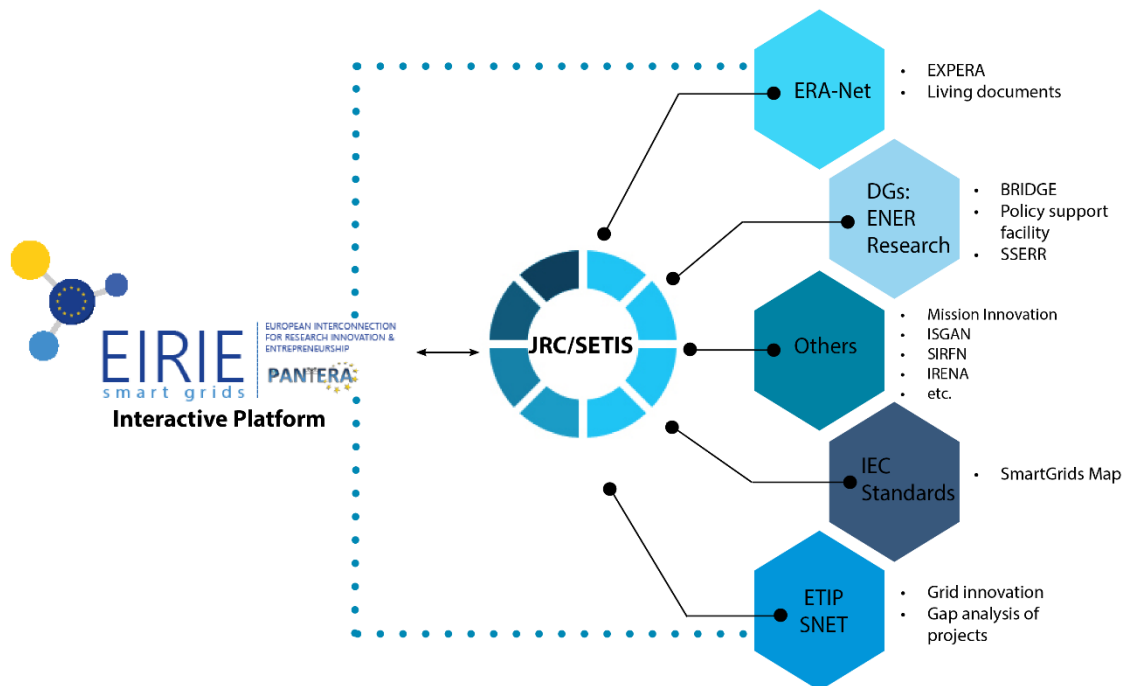 ERA-Net
• EXPERA
• Living documents
DGs:
ENER
Research
• BRIDGE
• Policy support
facility
• SSERR
EIRIE
smart grids
EUROPEAN INTERCONNECTION
FOR RESEARCH INNOVATION &
ENTREPRENEURSHIP
PANTERA
Interactive Platform
JRC/SETIS
Others
• Mission Innovation
• ISGAN
• SIRFN
• IRENA
• etc.
IEC
Standards
• SmartGrids Map
ETIP
SNET
• Grid innovation
• Gap analysis of
projects